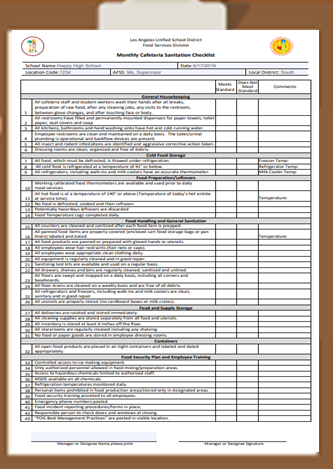 Los Angeles Unified School District
Food Services Division
Monthly Cafeteria Sanitation Checklist
School Name: Happy High School Date: 5/17/2019
Location Code: 1234 AFSS: Ms. Supervisor Local District: South
Meets Standard Does Not Meet Standard Comments
General Housekeeping
All cafeteria staff and student workers wash their hands after all breaks,
preparation of raw food, after any cleaning jobs, any visits to the restrooms,
1 between glove changes, and after touching face or body.
All restrooms have filled and permanently mounted dispensers for paper towels, toilet
2 paper, seat covers and soap.
3 All kitchens, bathrooms and hand washing sinks have hot and cold running water.
Employee restrooms are clean and maintained on a daily basis. The toilet/urinal
4 plumbing is operational and backflow devices are present.
5 All insect and rodent infestations are identified and aggressive corrective action taken.
6 Dressing rooms are clean, organized and free of debris.
Cold Food Storage
7 All food, which must be defrosted, is thawed under refrigeration. Freezer Temp:
8 All cold food is refrigerated at a temperature of 41° or below. Refrigerator Temp:
9 All refrigerators, including walk-ins and milk coolers have an accurate thermometer. Milk Cooler Temp:
Food Preparation/Leftovers
Working calibrated food thermometers are available and used prior to daily
10 meal services.
All hot food is at a temperature of 140° or above (Temperature of today's hot entrée
11 at service time). Temperature:
12 No food is defrosted, cooked and then refrozen.
13 Potentially hazardous leftovers are discarded
14 Food Temperature Logs completed daily.
Food Handling and General Sanitation
15 All counters are cleaned and sanitized after each food item is prepped.
All panned food items are properly covered (enclosed cart food storage bags or pan
16 liners) labeled and dated. Temperature:
17 All food products are panned or prepared with gloved hands or utensils.
18 All employees wear hair restraints (hair nets or caps).
19 All employees wear appropriate clean clothing daily.
20 All equipment is regularly cleaned and in good repair.
21 Sanitizing test kits are available and used on a regular basis.
22 All drawers, shelves and bins are regularly cleaned, sanitized and unlined.
All floors are swept and mopped on a daily basis, including all corners and
23 baseboards.
24 All floor drains are cleaned on a weekly basis and are free of debris.
All refrigerators and freezers, including walk-ins and milk coolers are clean,
25 sanitary and in good repair.
26 All utensils are properly stored (no cardboard boxes or milk crates).
Food and Supply Storage
27 All deliveries are rotated and stored immediately.
28 All cleaning supplies are stored separately from all food and utensils.
29 All inventory is stored at least 6 inches off the floor.
30 All storerooms are regularly cleaned including any shelving.
31 No food or paper goods are stored in employee dressing rooms.
Containers
All open food products are placed in air tight containers and labeled and dated
32 appropriately.
Food Security Plan and Employee Training
33 Controlled access to ice making equipment.
34 Only authorized personnel allowed in food mixing/preparation areas.
35 Access to hazardous chemicals limited to authorized staff.
36 MSDS available on all chemicals.
37 Refrigeration temperatures monitored daily.
38 Personal items prohibited in food production areas/stored only in designated areas.
39 Food security training provided to all employees.
40 Emergency phone numbers posted.
41 Food incident reporting procedures/forms in place.
42 Responsible person to check doors and windows at closing.
43 "FOG Best Management Practices" are posted in visible location.
Manager or Designee Name please print Manager or Designee Signature